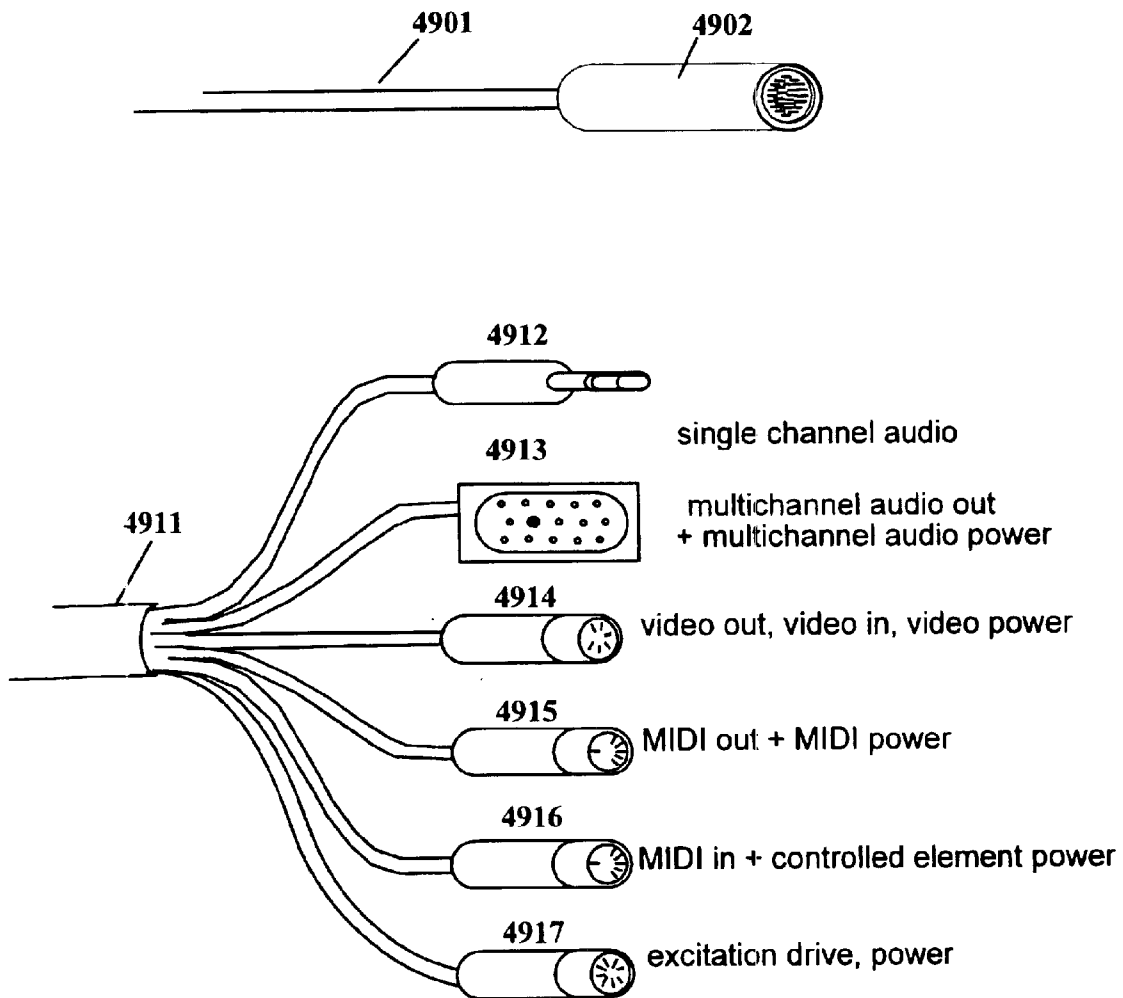 4901
4902
4912
single channel audio
4913
multichannel audio out
+ multichannel audio power
4911
4914
video out, video in, video power
4915
MIDI out + MIDI power
4916
MIDI in + controlled element power
4917
excitation drive, power